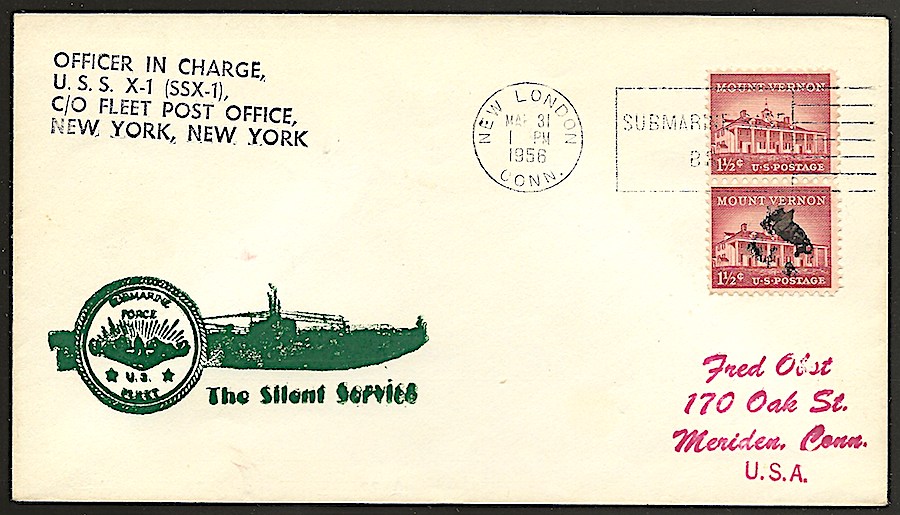 OFFICER IN CHARGE,
U.S.S. X-1 (SSX-1),
C/O FLEET POST OFFICE,
NEW YORK, NEW YORK
NEW LONDON
MAR 31
1 PM
1956
CONN.
SUBMARINE
MOUNT VERNON
1½¢ U·S·POSTAGE
MOUNT VERNON
1½¢ U·S·POSTAGE
SUBMARINE
FORCE
U.S.
FLEET
The Silent Service
Fred Obst
170 Oak St.
Meriden, Conn.
U.S.A.